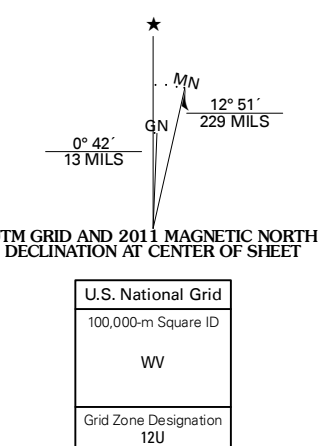 ★
MN
12° 51´
229 MILS
GN
0° 42´
13 MILS
UTM GRID AND 2011 MAGNETIC NORTH
DECLINATION AT CENTER OF SHEET
U.S. National Grid
100,000-m Square ID
WV
Grid Zone Designation
12U